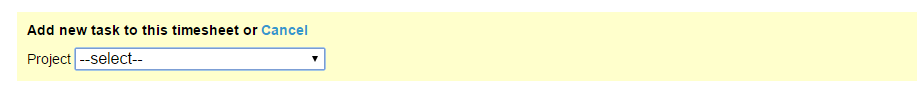 Add new task to this timesheet or Cancel
Project --select--